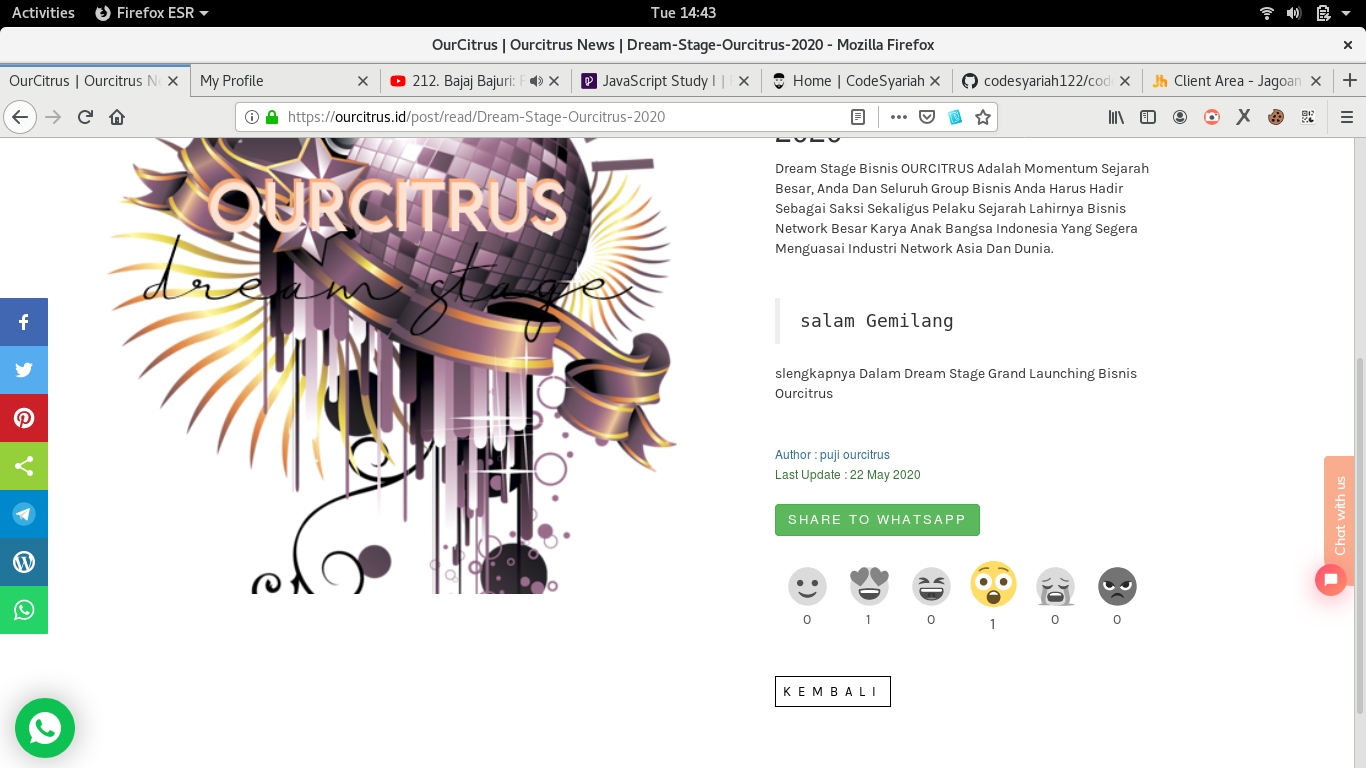 Activities
Firefox ESR
Tue 14:43
OurCitrus | Ourcitrus News | Dream-Stage-Ourcitrus-2020 - Mozilla Firefox
OurCitrus | Ourcitrus Ne
My Profile
212. Bajaj Bajuri:
JavaScript Study I |
Home | CodeSyariah
codesyariah122/cod
Client Area - Jagoan
https://ourcitrus.id/post/read/Dream-Stage-Ourcitrus-2020
OURCITRUS
dream stage
2020
Dream Stage Bisnis OURCITRUS Adalah Momentum Sejarah
Besar, Anda Dan Seluruh Group Bisnis Anda Harus Hadir
Sebagai Saksi Sekaligus Pelaku Sejarah Lahirnya Bisnis
Network Besar Karya Anak Bangsa Indonesia Yang Segera
Menguasai Industri Network Asia Dan Dunia.
salam Gemilang
slengkapnya Dalam Dream Stage Grand Launching Bisnis
Ourcitrus
Author : puji ourcitrus
Last Update : 22 May 2020
SHARE TO WHATSAPP
0 1 0 1 0 0
KEMBALI
Chat with us